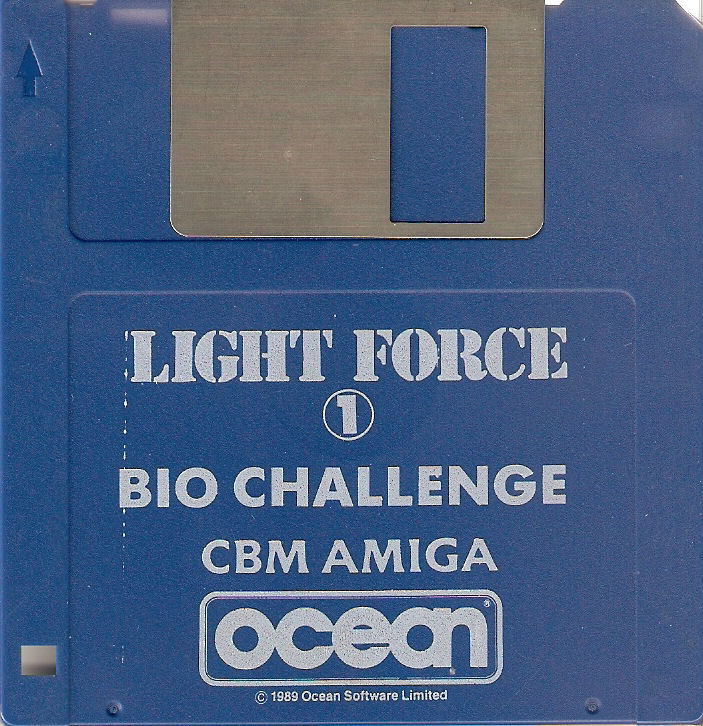 LIGHT FORCE
1
BIO CHALLENGE
CBM AMIGA
ocean®
© 1989 Ocean Software Limited